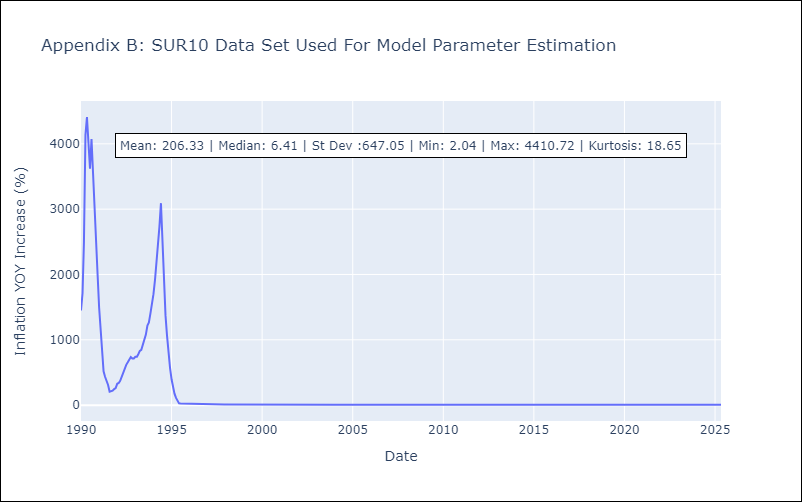 Appendix B: SUR10 Data Set Used For Model Parameter Estimation
Mean: 206.33 | Median: 6.41 | St Dev :647.05 | Min: 2.04 | Max: 4410.72 | Kurtosis: 18.65
Inflation YOY Increase (%)
4000
3000
2000
1000
0
1990 1995 2000 2005 2010 2015 2020 2025
Date